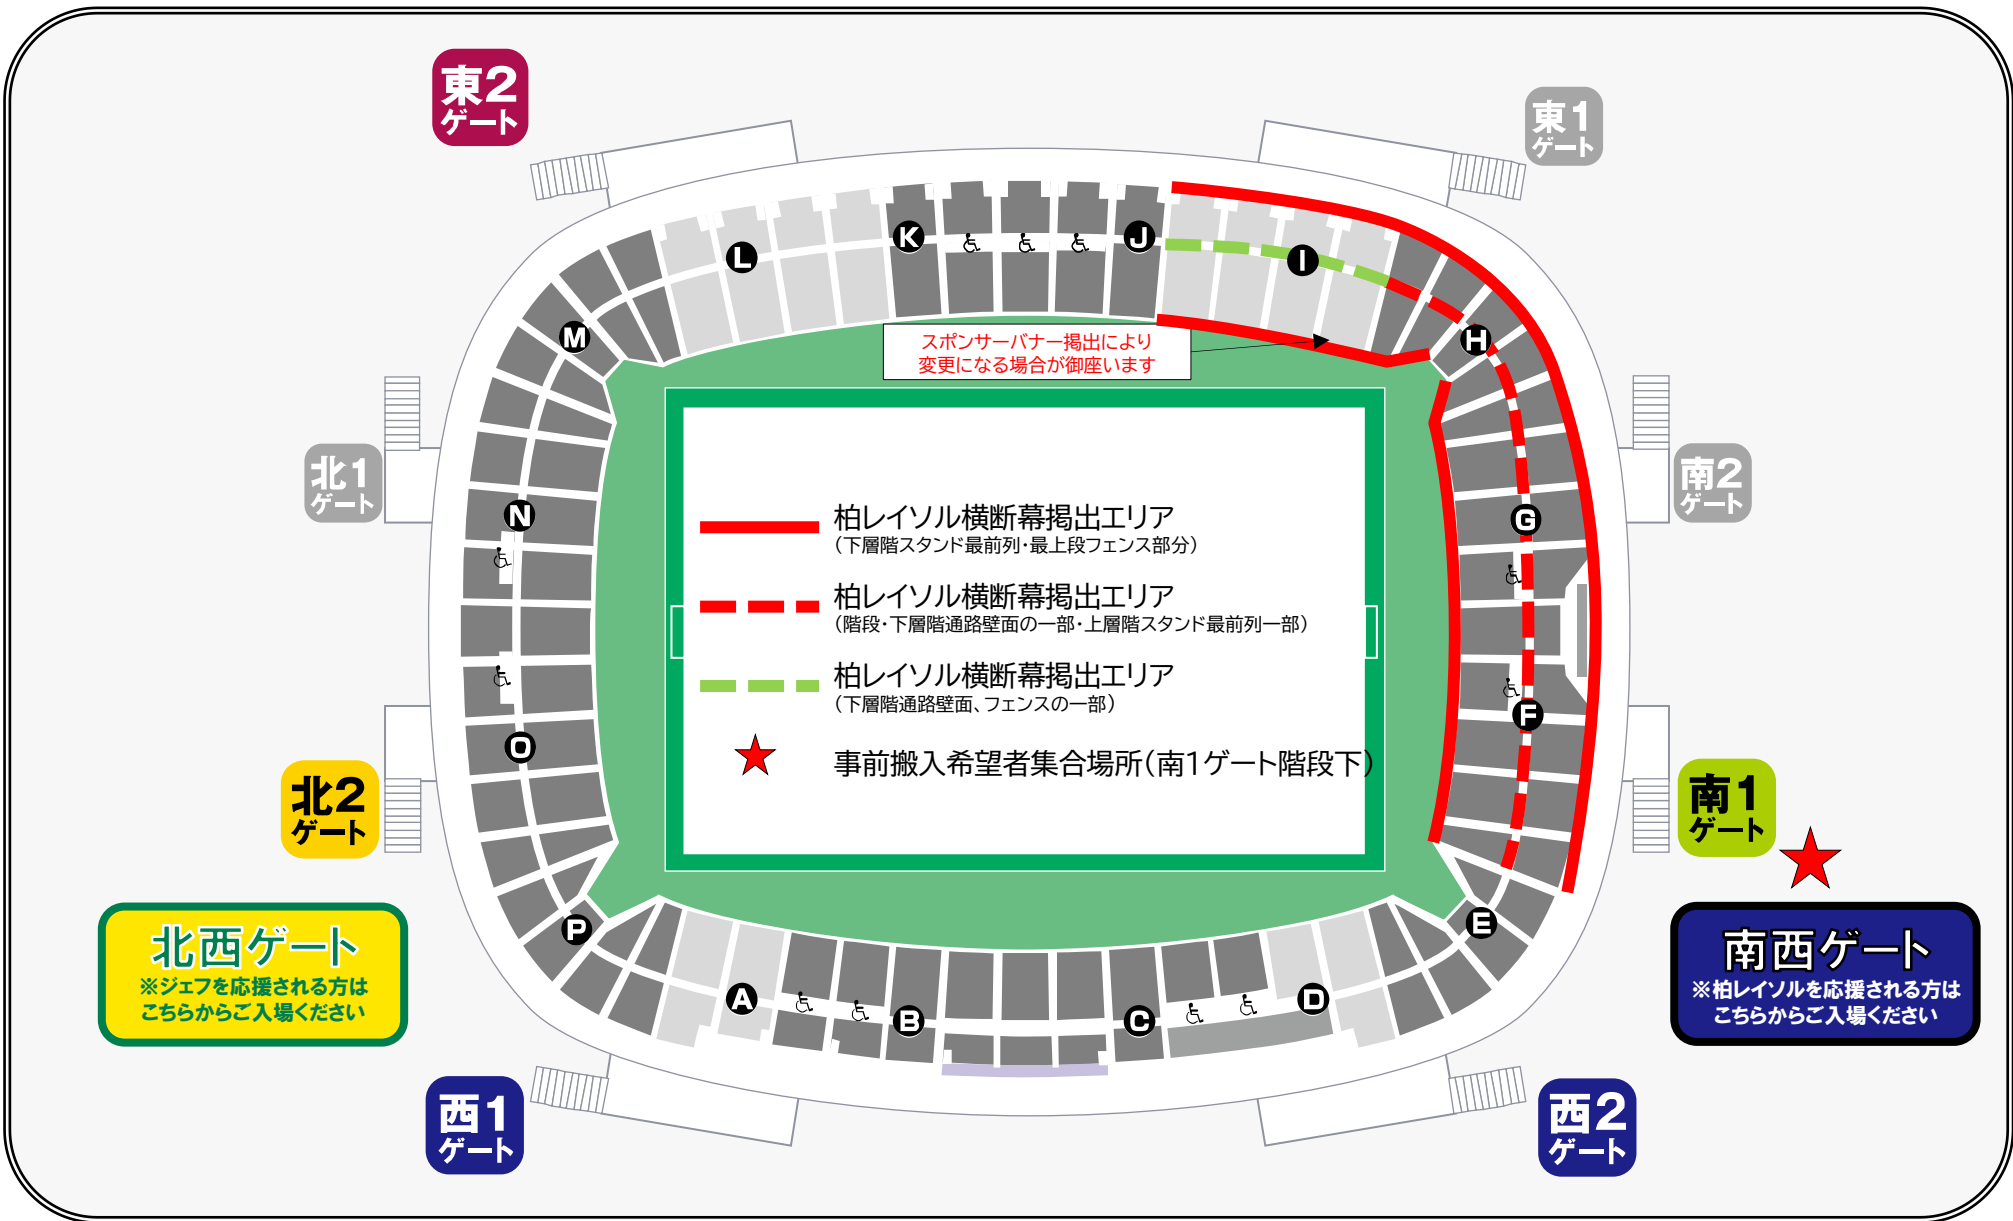 東2
ゲート
東1
ゲート
K
J
L
I
M
H
スポンサーバナー掲出により
変更になる場合が御座います
北1
ゲート
南2
ゲート
N
G
柏レイソル横断幕掲出エリア
（下層階スタンド最前列・最上段フェンス部分）
柏レイソル横断幕掲出エリア
（階段・下層階通路壁面の一部・上層階スタンド最前列一部）
柏レイソル横断幕掲出エリア
（下層階通路壁面、フェンスの一部）
事前搬入希望者集合場所（南1ゲート階段下）
O
F
北2
ゲート
南1
ゲート
P
E
北西ゲート
※ジェフを応援される方は
こちらからご入場ください
南西ゲート
※柏レイソルを応援される方は
こちらからご入場ください
A
B
C
D
西1
ゲート
西2
ゲート